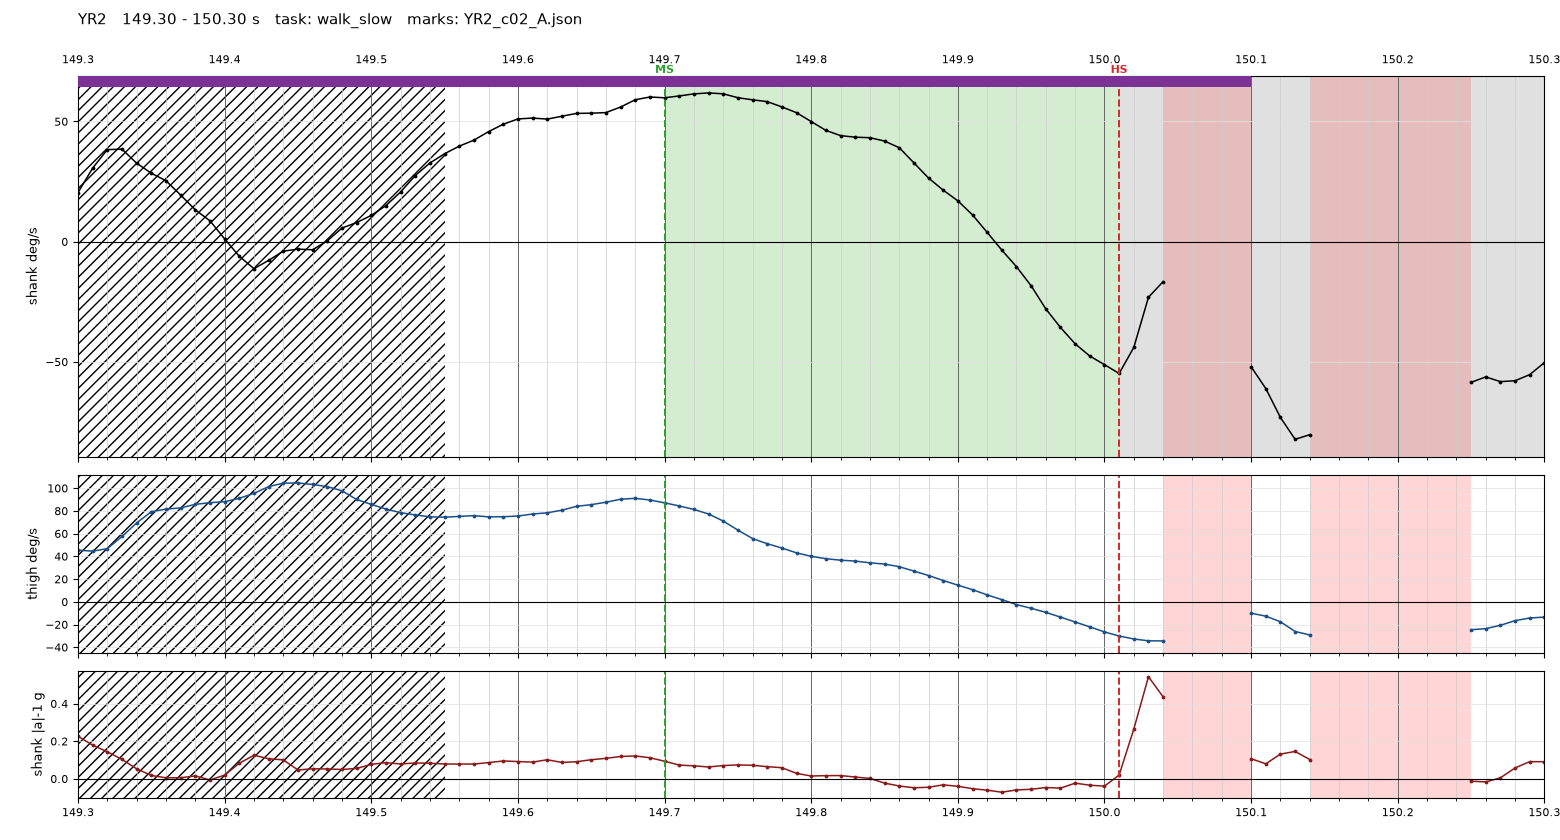 YR2   149.30 - 150.30 s   task: walk_slow   marks: YR2_c02_A.json
149.3 149.4 149.5 149.6 149.7 149.8 149.9 150.0 150.1 150.2 150.3
MS HS
shank deg/s
50
0
−50
thigh deg/s
100
80
60
40
20
0
−20
−40
shank |a|-1 g
0.4
0.2
0.0
149.3 149.4 149.5 149.6 149.7 149.8 149.9 150.0 150.1 150.2 150.3